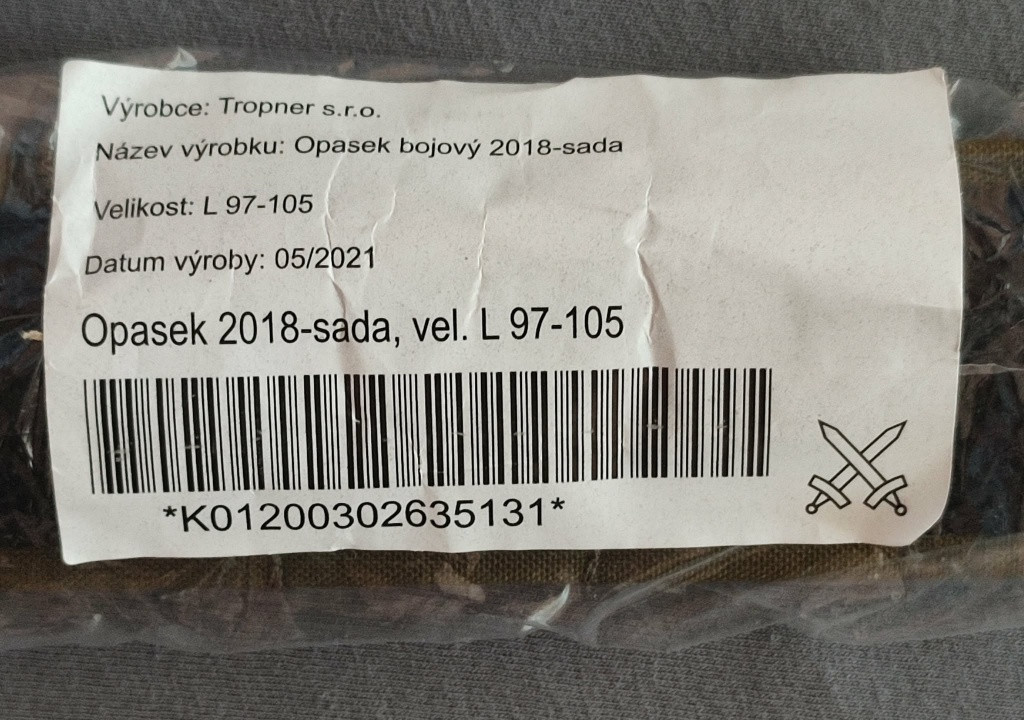 Výrobce: Tropner s.r.o.
Název výrobku: Opasek bojový 2018-sada
Velikost: L 97-105
Datum výroby: 05/2021
Opasek 2018-sada, vel. L 97-105
*K01200302635131*